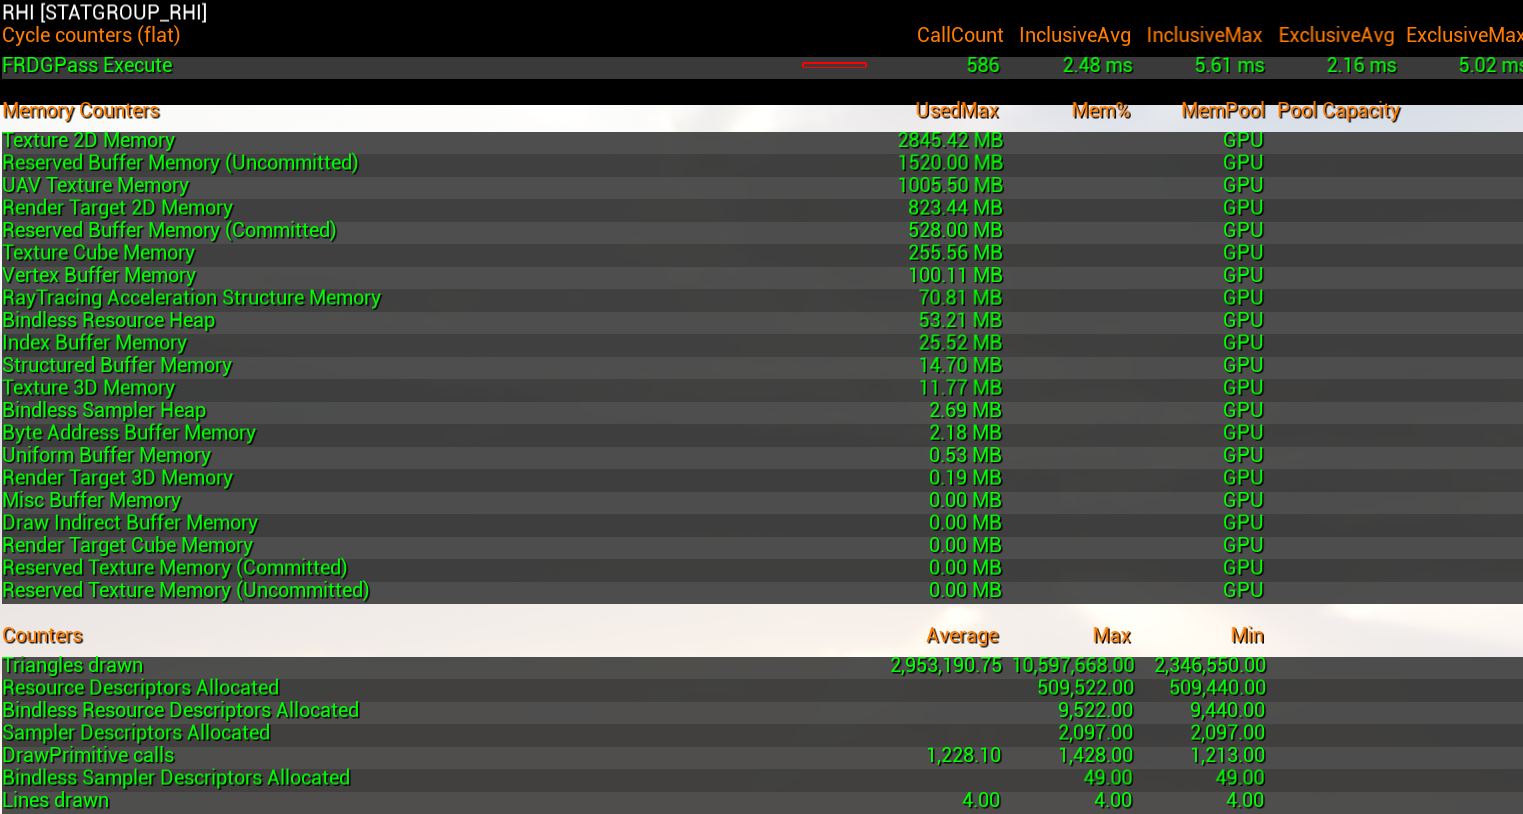 RHI [STATGROUP_RHI]
Cycle counters (flat) CallCount InclusiveAvg InclusiveMax ExclusiveAvg ExclusiveMax
FRDGPass Execute 586 2.48 ms 5.61 ms 2.16 ms 5.02 ms
Memory Counters UsedMax Mem% MemPool Pool Capacity
Texture 2D Memory 2845.42 MB GPU
Reserved Buffer Memory (Uncommitted) 1520.00 MB GPU
UAV Texture Memory 1005.50 MB GPU
Render Target 2D Memory 823.44 MB GPU
Reserved Buffer Memory (Committed) 528.00 MB GPU
Texture Cube Memory 255.56 MB GPU
Vertex Buffer Memory 100.11 MB GPU
RayTracing Acceleration Structure Memory 70.81 MB GPU
Bindless Resource Heap 53.21 MB GPU
Index Buffer Memory 25.52 MB GPU
Structured Buffer Memory 14.70 MB GPU
Texture 3D Memory 11.77 MB GPU
Bindless Sampler Heap 2.69 MB GPU
Byte Address Buffer Memory 2.18 MB GPU
Uniform Buffer Memory 0.53 MB GPU
Render Target 3D Memory 0.19 MB GPU
Misc Buffer Memory 0.00 MB GPU
Draw Indirect Buffer Memory 0.00 MB GPU
Render Target Cube Memory 0.00 MB GPU
Reserved Texture Memory (Committed) 0.00 MB GPU
Reserved Texture Memory (Uncommitted) 0.00 MB GPU
Counters Average Max Min
Triangles drawn 2,953,190.75 10,597,668.00 2,346,550.00
Resource Descriptors Allocated 509,522.00 509,440.00
Bindless Resource Descriptors Allocated 9,522.00 9,440.00
Sampler Descriptors Allocated 2,097.00 2,097.00
DrawPrimitive calls 1,228.10 1,428.00 1,213.00
Bindless Sampler Descriptors Allocated 49.00 49.00
Lines drawn 4.00 4.00 4.00